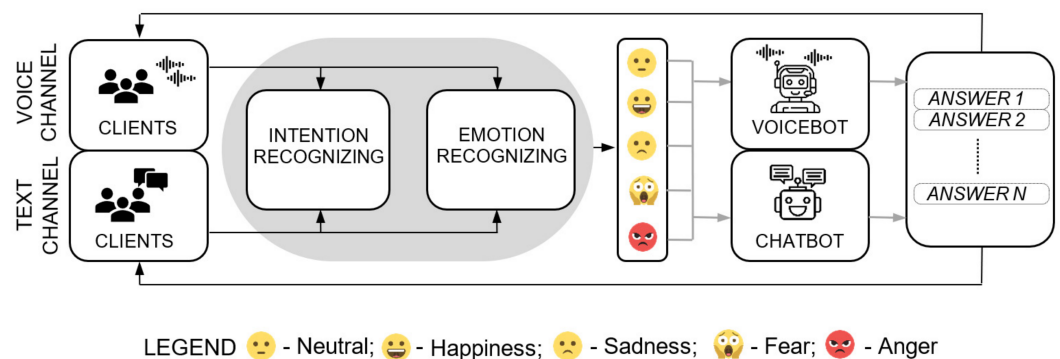 VOICE
CHANNEL
CLIENTS
TEXT
CHANNEL
CLIENTS
INTENTION
RECOGNIZING
EMOTION
RECOGNIZING
VOICEBOT
CHATBOT
ANSWER 1
ANSWER 2
ANSWER N
LEGEND - Neutral; - Happiness; - Sadness; - Fear; - Anger